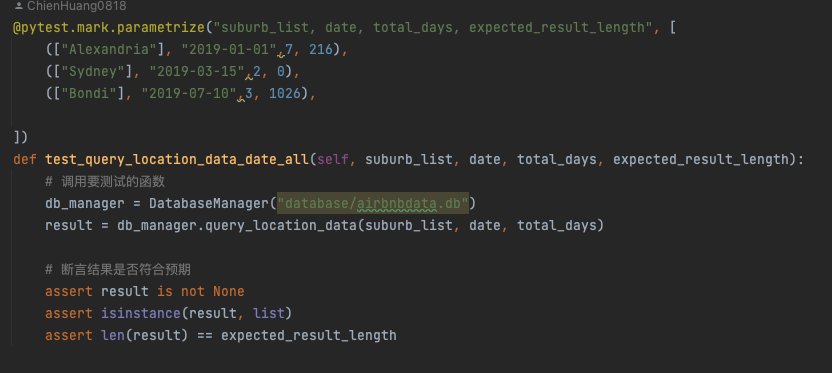 ChienHuang0818
@pytest.mark.parametrize("suburb_list, date, total_days, expected_result_length", [
    (["Alexandria"], "2019-01-01",7, 216),
    (["Sydney"], "2019-03-15",2, 0),
    (["Bondi"], "2019-07-10",3, 1026),
])
def test_query_location_data_date_all(self, suburb_list, date, total_days, expected_result_length):
    # 调用要测试的函数
    db_manager = DatabaseManager("database/airbnbdata.db")
    result = db_manager.query_location_data(suburb_list, date, total_days)
    # 断言结果是否符合预期
    assert result is not None
    assert isinstance(result, list)
    assert len(result) == expected_result_length